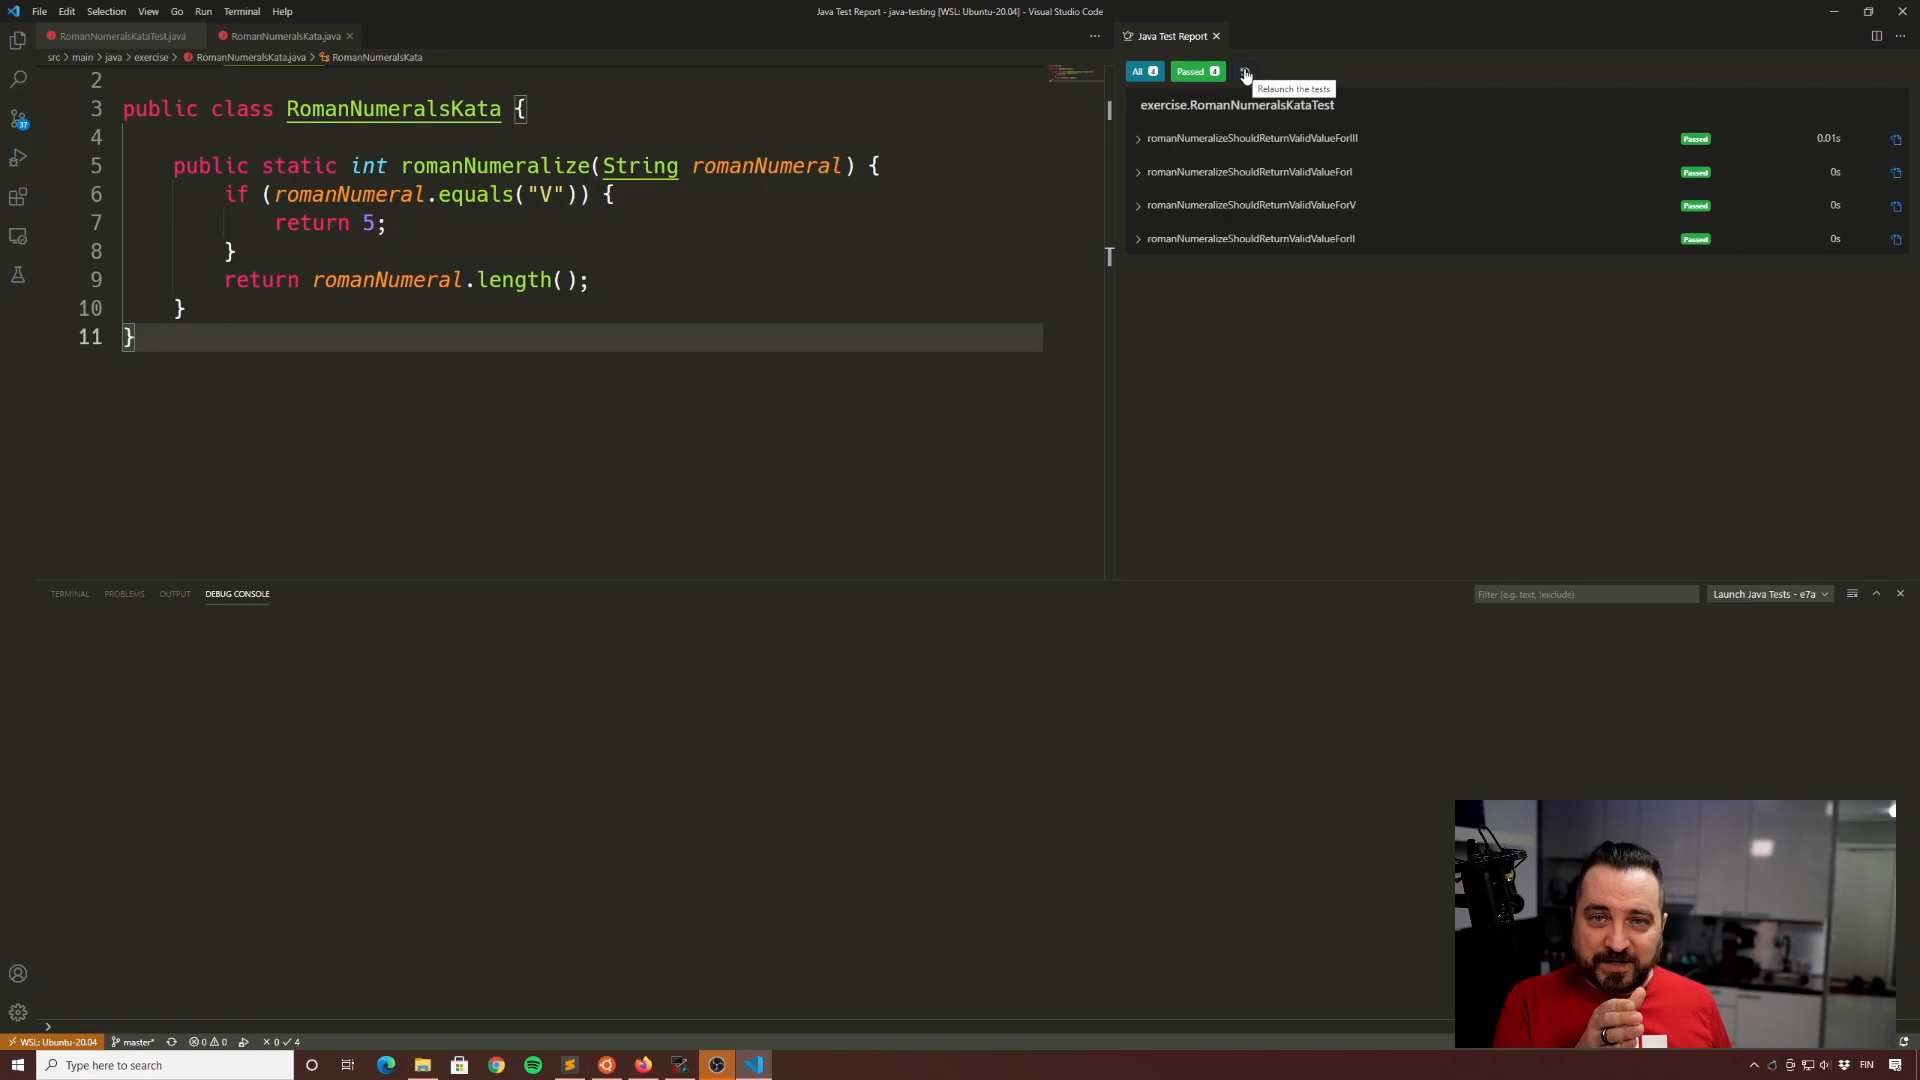 File Edit Selection View Go Run Terminal Help
Java Test Report - java-testing [WSL: Ubuntu-20.04] - Visual Studio Code
RomanNumeralsKataTest.java
RomanNumeralsKata.java
Java Test Report
src > main > java > exercise > RomanNumeralsKata.java > RomanNumeralsKata
2
3 public class RomanNumeralsKata {
4
5 public static int romanNumeralize(String romanNumeral) {
6 if (romanNumeral.equals("V")) {
7 return 5;
8 }
9 return romanNumeral.length();
10 }
11 }
All 4
Passed 4
Relaunch the tests
exercise.RomanNumeralsKataTest
romanNumeralizeShouldReturnValidValueForIII Passed 0.01s
romanNumeralizeShouldReturnValidValueForI Passed 0s
romanNumeralizeShouldReturnValidValueForV Passed 0s
romanNumeralizeShouldReturnValidValueForII Passed 0s
37
TERMINAL PROBLEMS OUTPUT DEBUG CONSOLE
Filter (e.g. text, !exclude)
Launch Java Tests - e7a
WSL: Ubuntu-20.04 master* 0 0 0 4
Type here to search
FIN